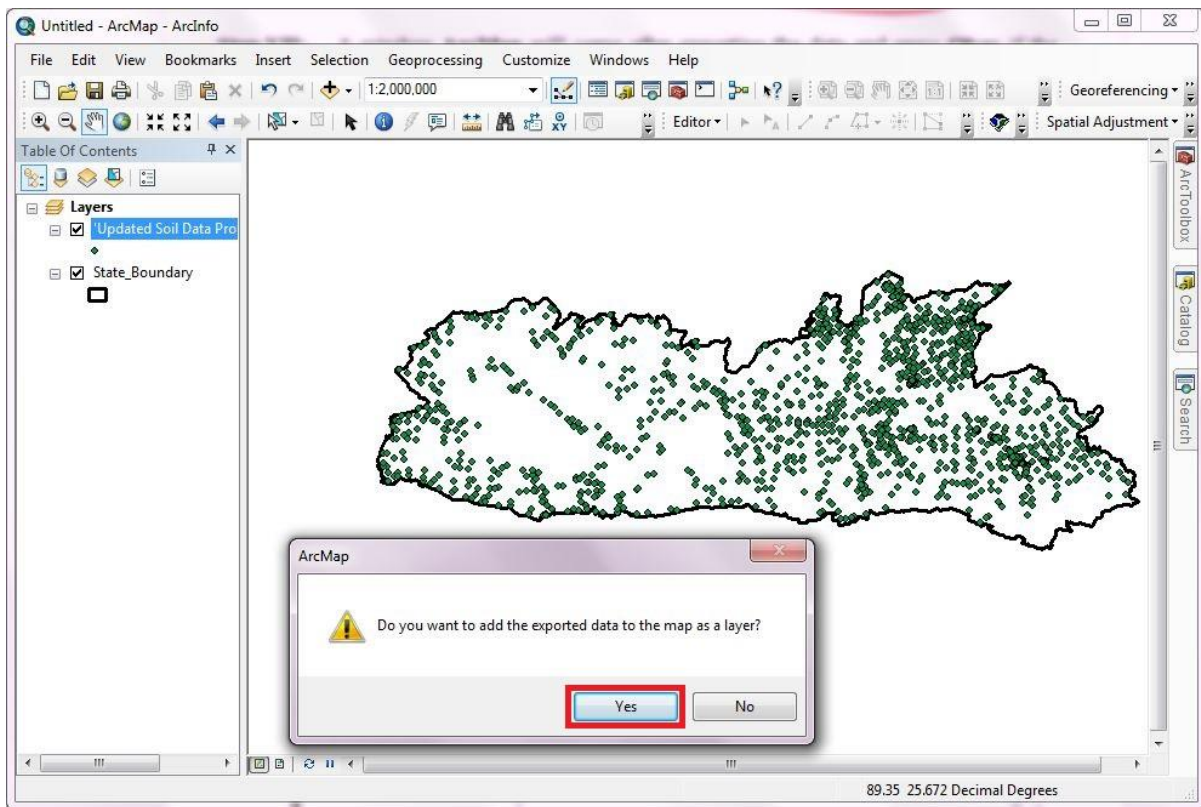 Untitled - ArcMap - ArcInfo
File Edit View Bookmarks Insert Selection Geoprocessing Customize Windows Help
1:2,000,000
Georeferencing
Editor
Spatial Adjustment
Table Of Contents
Layers
'Updated Soil Data Pro
State_Boundary
ArcToolbox
Catalog
Search
ArcMap
Do you want to add the exported data to the map as a layer?
Yes No
89.35 25.672 Decimal Degrees